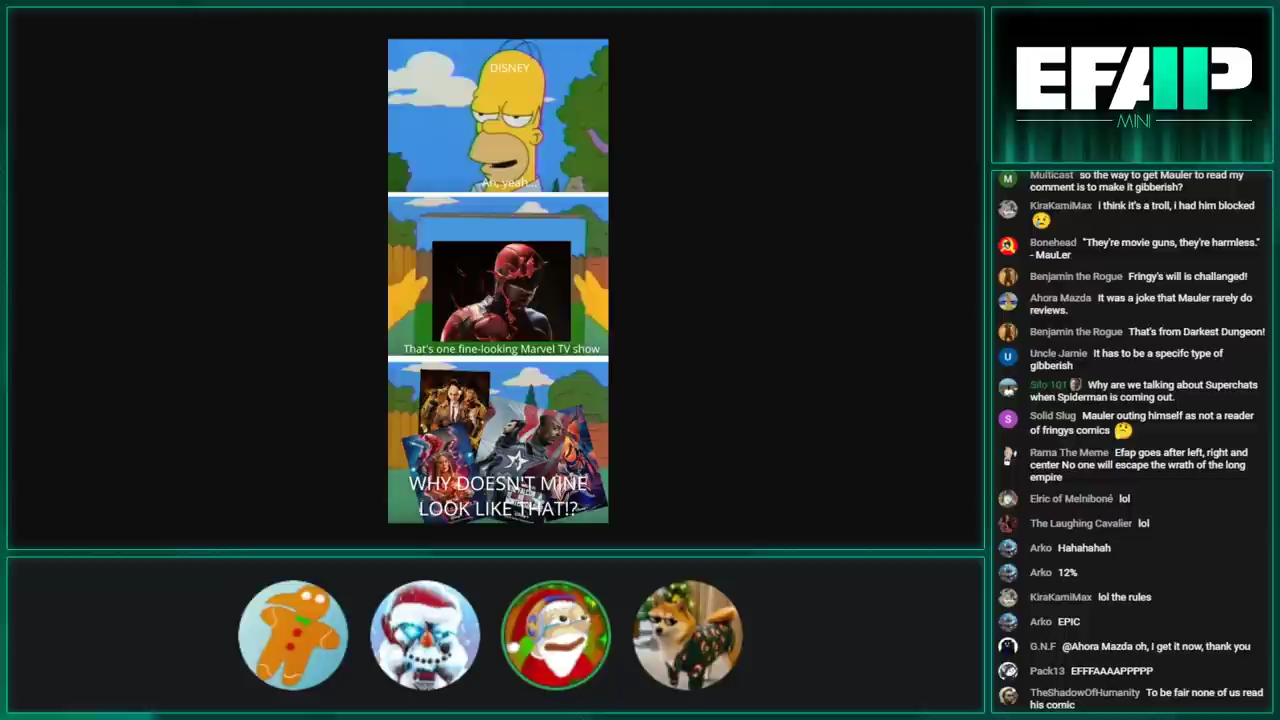 DISNEY
Ah, yeah...
That's one fine-looking Marvel TV show
WHY DOESN'T MINE
LOOK LIKE THAT!?
EFAP
MINI
Multicast so the way to get Mauler to read my
comment is to make it gibberish?
KiraKamiMax i think it's a troll, i had him blocked
Bonehead "They're movie guns, they're harmless."
- MauLer
Benjamin the Rogue Fringy's will is challanged!
Ahora Mazda It was a joke that Mauler rarely do
reviews.
Benjamin the Rogue That's from Darkest Dungeon!
Uncle Jamie It has to be a specifc type of
gibberish
Silo 101 Why are we talking about Superchats
when Spiderman is coming out.
Solid Slug Mauler outing himself as not a reader
of fringys comics
Rama The Meme Efap goes after left, right and
center No one will escape the wrath of the long
empire
Elric of Melniboné lol
The Laughing Cavalier lol
Arko Hahahahah
Arko 12%
KiraKamiMax lol the rules
Arko EPIC
G.N.F @Ahora Mazda oh, I get it now, thank you
Pack13 EFFFAAAAPPPPP
TheShadowOfHumanity To be fair none of us read
his comic